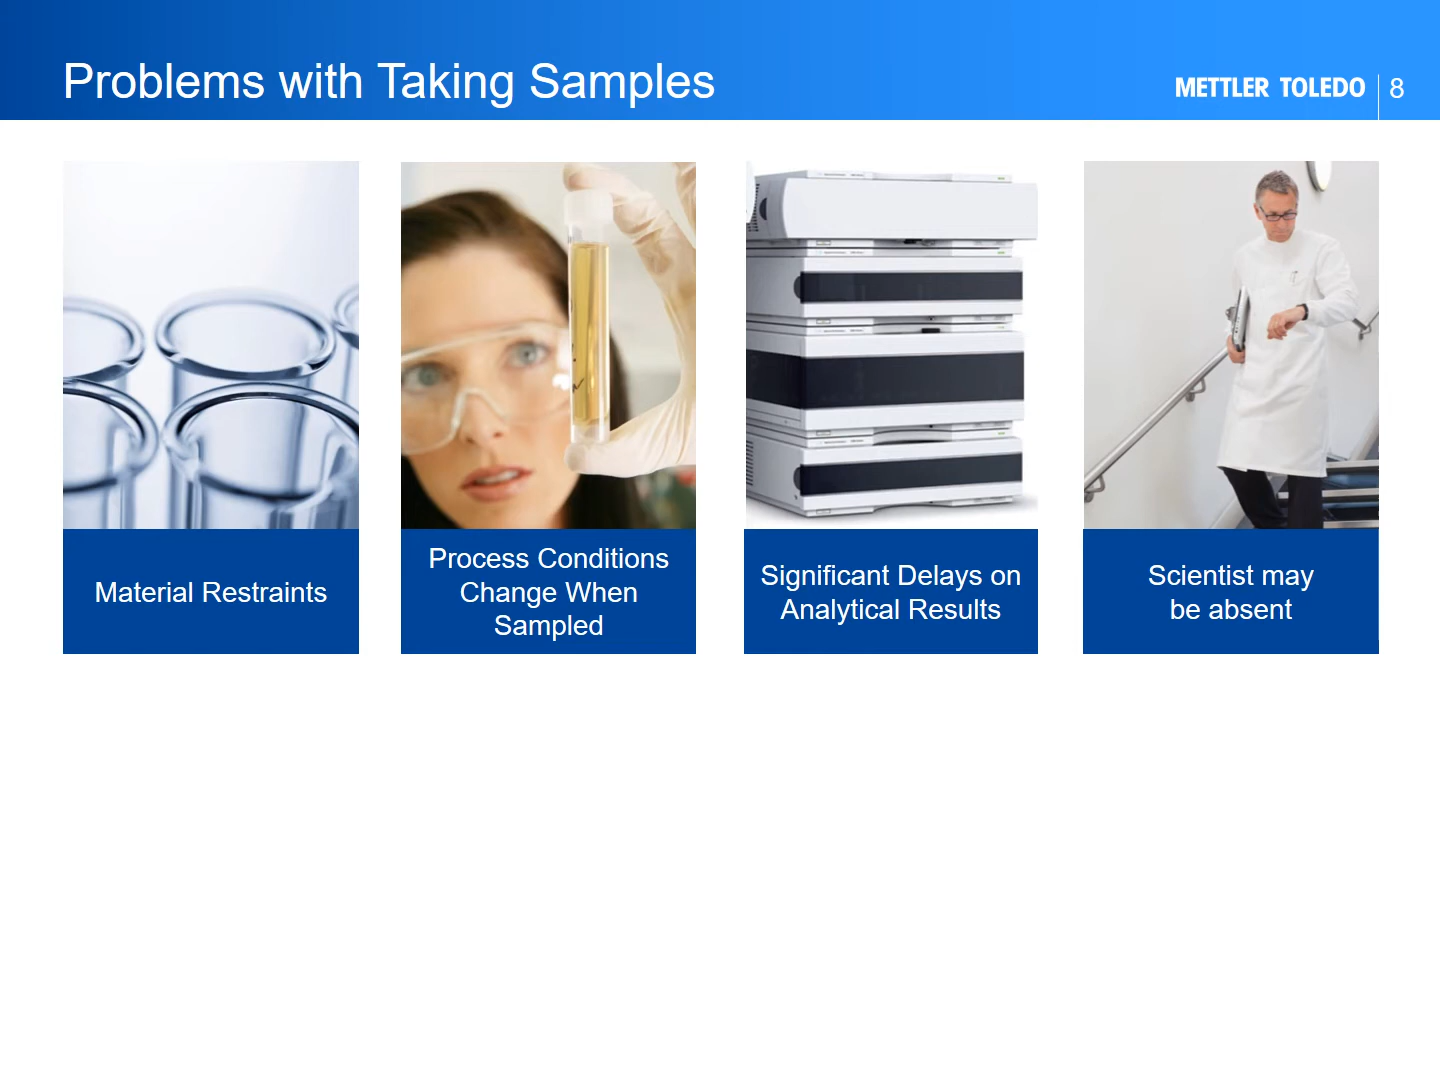 Problems with Taking Samples
METTLER TOLEDO
8
Material Restraints
Process Conditions
Change When
Sampled
Significant Delays on
Analytical Results
Scientist may
be absent